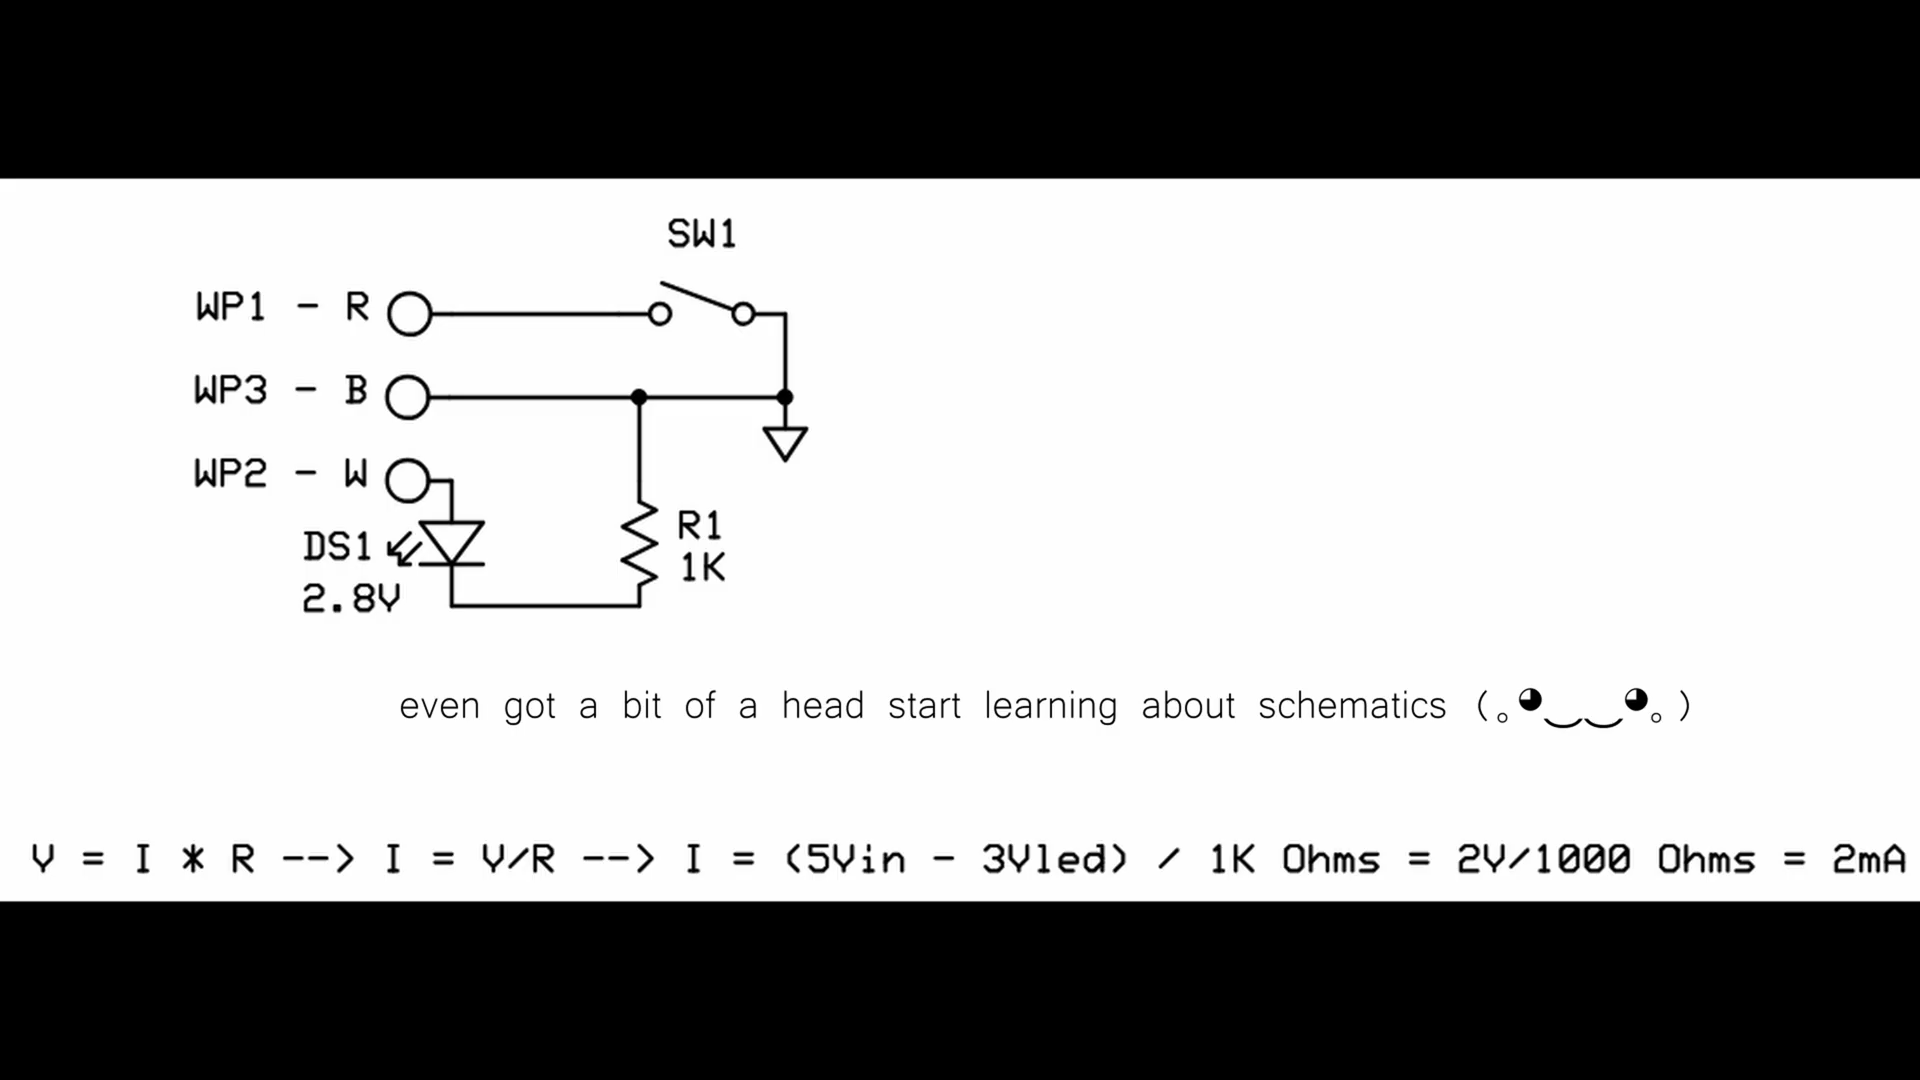 SW1
WP1 - R
WP3 - B
WP2 - W
DS1
2.8V
R1
1K
even got a bit of a head start learning about schematics (｡◕‿‿◕｡)
V = I * R --> I = V/R --> I = (5Vin - 3Vled) / 1K Ohms = 2V/1000 Ohms = 2mA